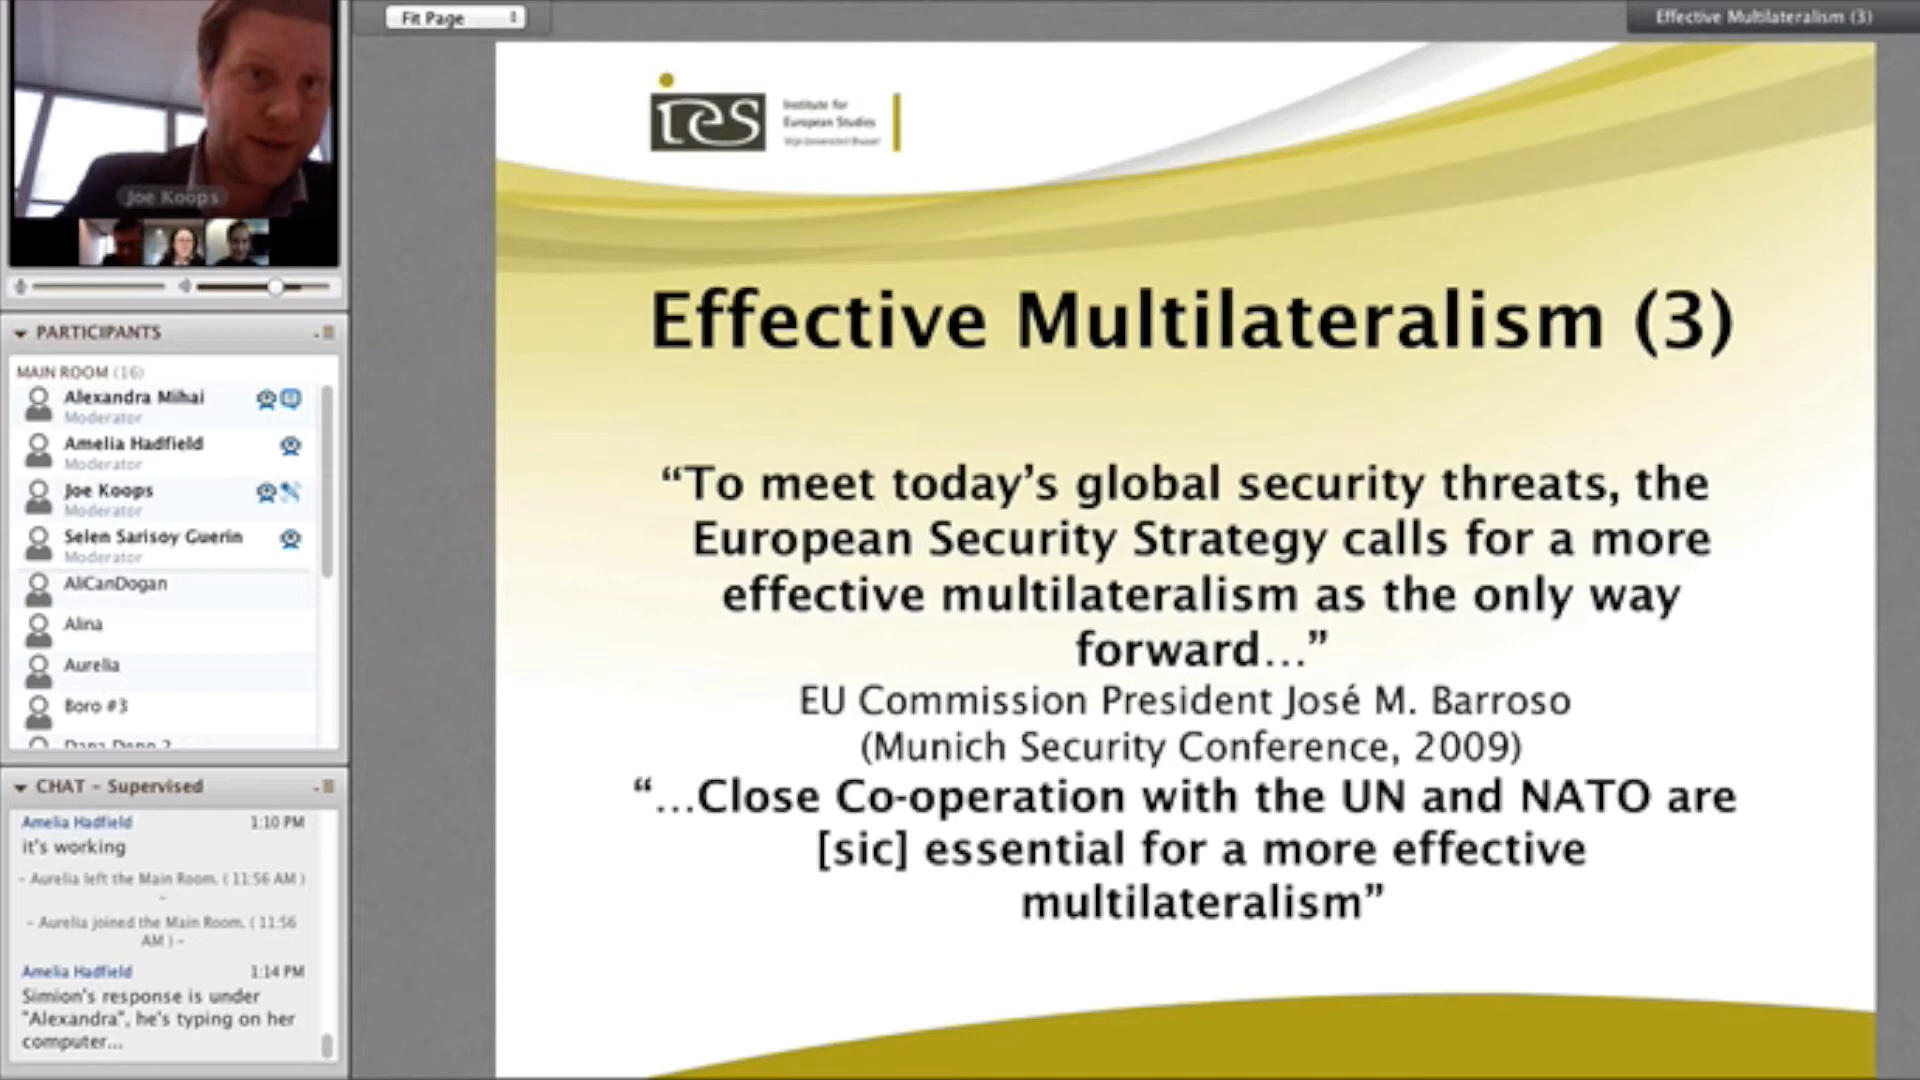 Fit Page
Effective Multilateralism (3)
Joe Koops
PARTICIPANTS
MAIN ROOM (16)
Alexandra Mihai
Moderator
Amelia Hadfield
Moderator
Joe Koops
Moderator
Selen Sarisoy Guerin
Moderator
AliCanDogan
Alina
Aurelia
Boro #3
CHAT - Supervised
Amelia Hadfield 1:10 PM
it's working
- Aurelia left the Main Room. ( 11:56 AM )
-
- Aurelia joined the Main Room. ( 11:56
AM ) -
Amelia Hadfield 1:14 PM
Simion's response is under
"Alexandra", he's typing on her
computer...
ies
Institute for
European Studies
Vrije Universiteit Brussel
Effective Multilateralism (3)
“To meet today’s global security threats, the
European Security Strategy calls for a more
effective multilateralism as the only way
forward…”
EU Commission President José M. Barroso
(Munich Security Conference, 2009)
“…Close Co-operation with the UN and NATO are
[sic] essential for a more effective
multilateralism”